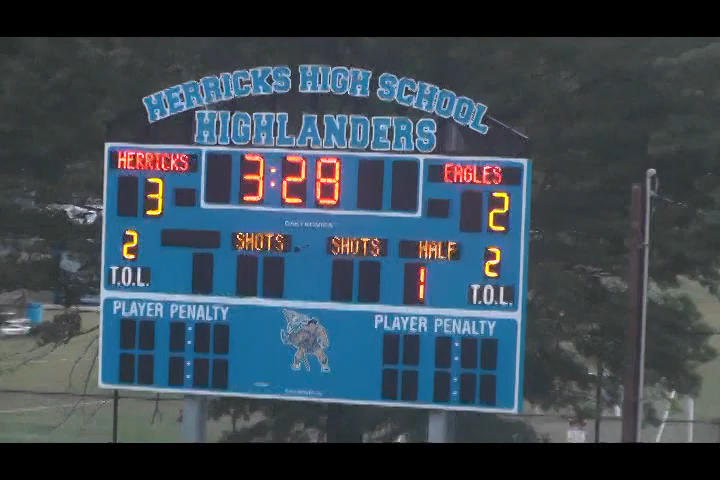 HERRICKS HIGH SCHOOL
HIGHLANDERS
HERRICKS 3:28 EAGLES
3 2
SHOTS SHOTS HALF
2 1 2
T.O.L. T.O.L.
PLAYER PENALTY PLAYER PENALTY